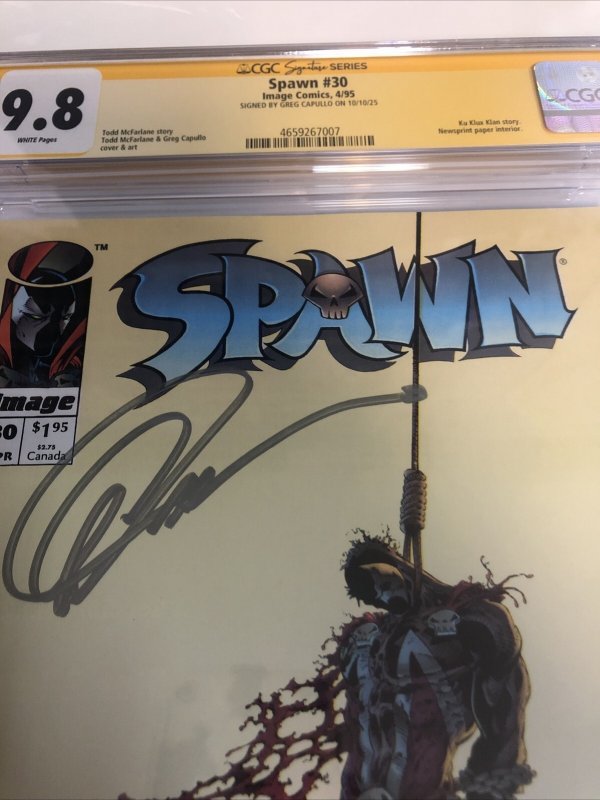 CGC Signature SERIES
Spawn #30
Image Comics, 4/95
SIGNED BY GREG CAPULLO ON 10/10/25
9.8
WHITE Pages
Todd McFarlane story
Todd McFarlane & Greg Capullo
cover & art
4659267007
Ku Klux Klan story.
Newsprint paper interior.
CGC
TM
SPAWN®
image
30
$1.95
PR
$2.75
Canada